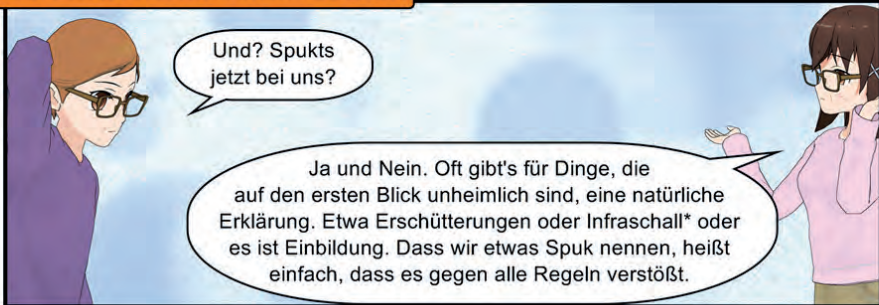 Und? Spukts
jetzt bei uns?
Ja und Nein. Oft gibt's für Dinge, die
auf den ersten Blick unheimlich sind, eine natürliche
Erklärung. Etwa Erschütterungen oder Infraschall* oder
es ist Einbildung. Dass wir etwas Spuk nennen, heißt
einfach, dass es gegen alle Regeln verstößt.